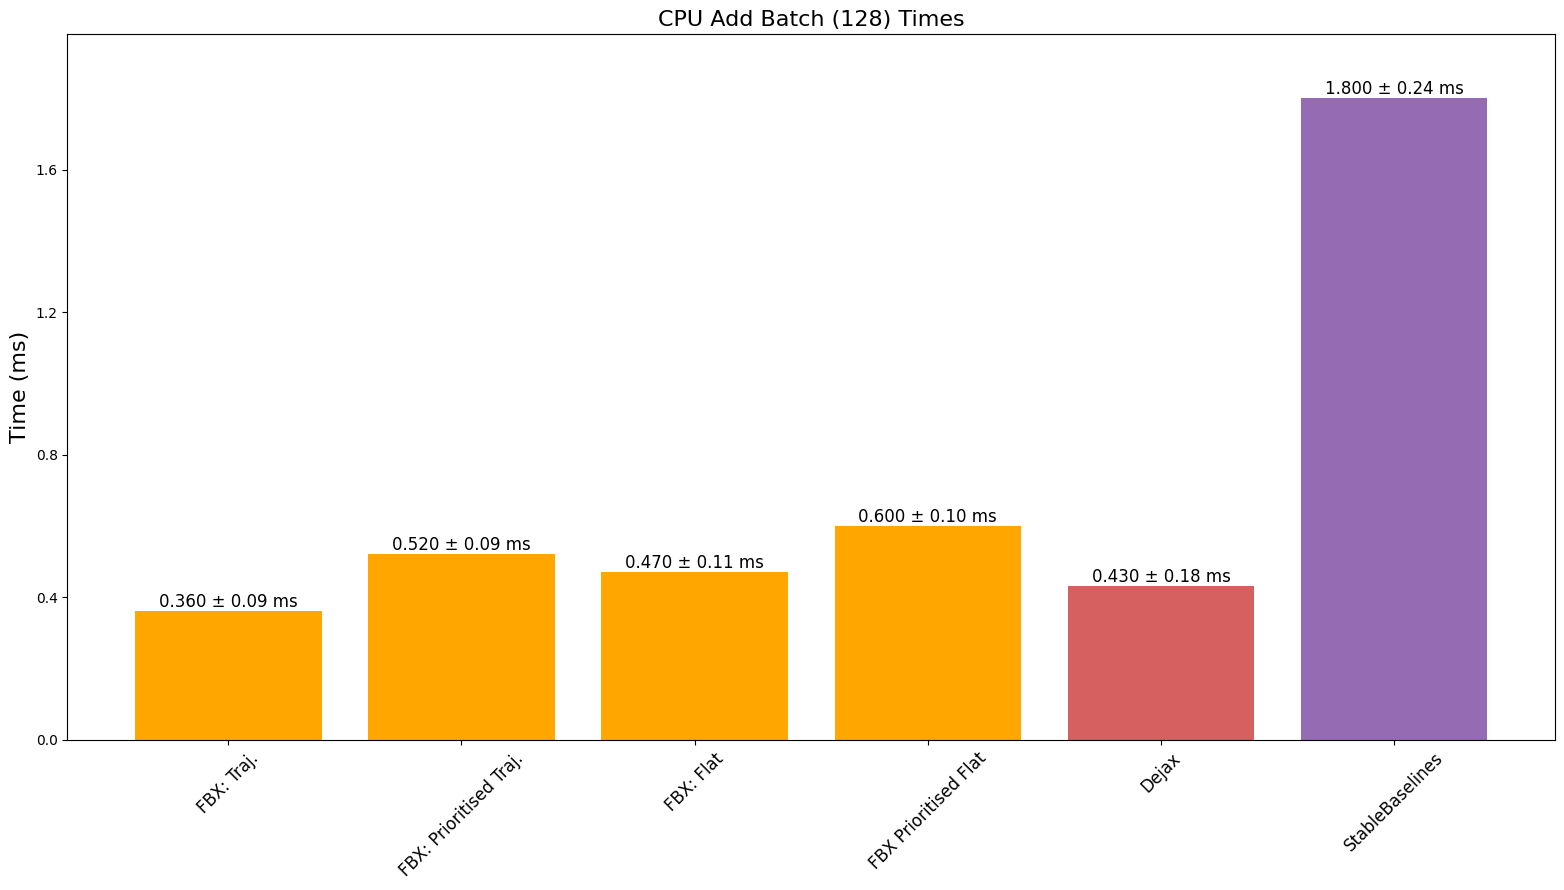 CPU Add Batch (128) Times
Time (ms)
1.6
1.2
0.8
0.4
0.0
0.360 ± 0.09 ms
0.520 ± 0.09 ms
0.470 ± 0.11 ms
0.600 ± 0.10 ms
0.430 ± 0.18 ms
1.800 ± 0.24 ms
FBX: Traj.
FBX: Prioritised Traj.
FBX: Flat
FBX Prioritised Flat
Dejax
StableBaselines